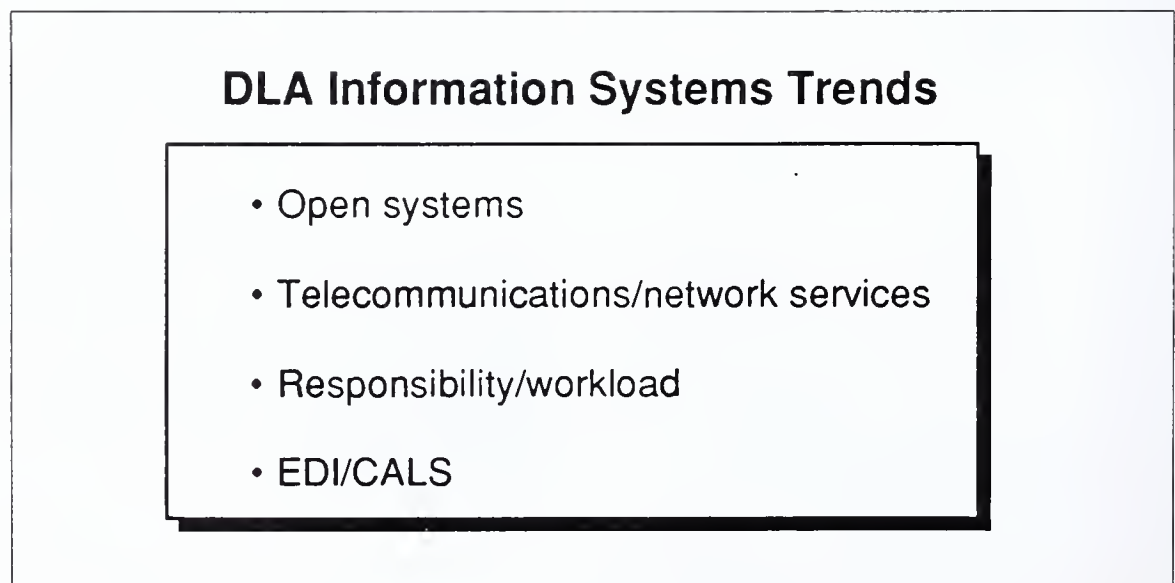 DLA Information Systems Trends
• Open systems
• Telecommunications/network services
• Responsibility/workload
• EDI/CALS